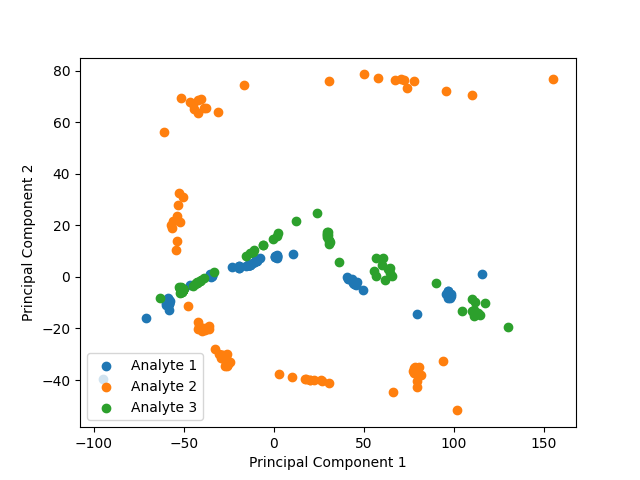 80
60
40
20
0
−20
−40
Principal Component 2
Analyte 1
Analyte 2
Analyte 3
−100
−50
0
50
100
150
Principal Component 1